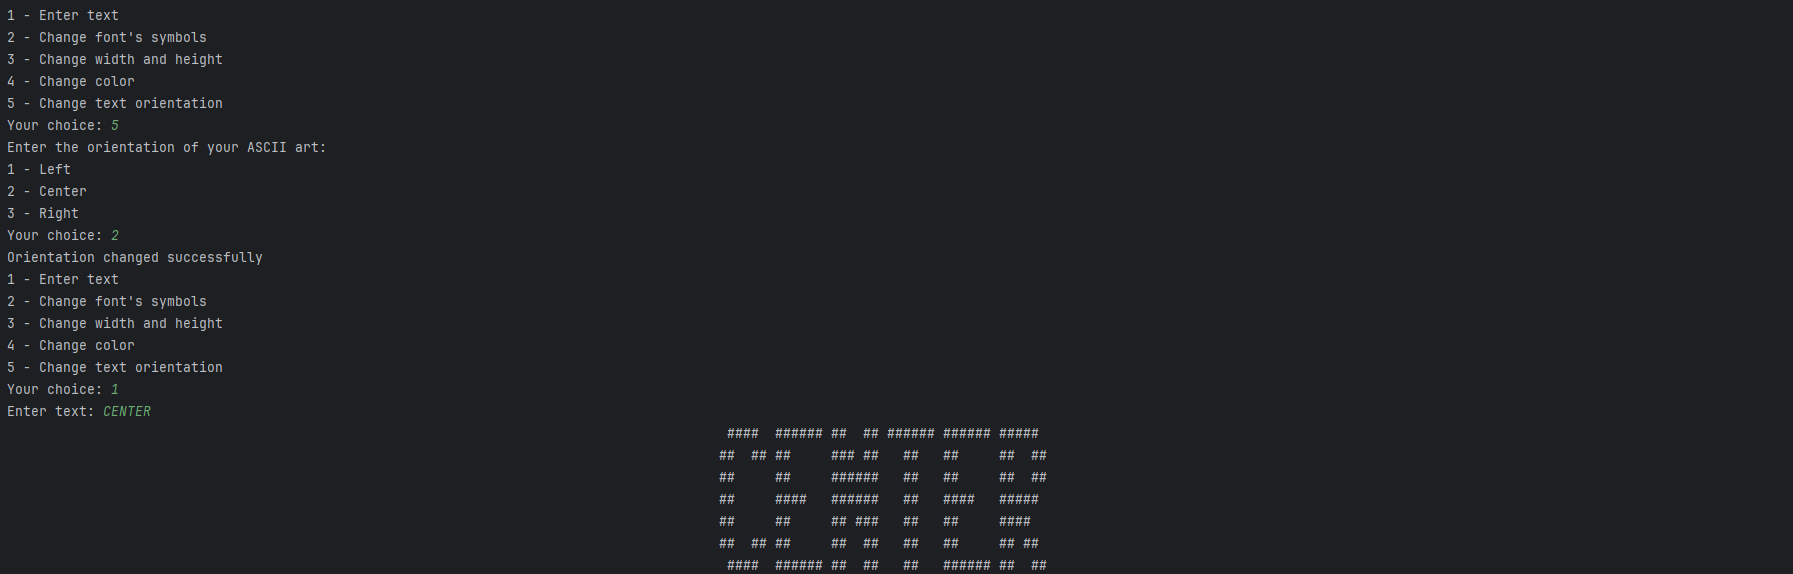 1 - Enter text
2 - Change font's symbols
3 - Change width and height
4 - Change color
5 - Change text orientation
Your choice: 5
Enter the orientation of your ASCII art:
1 - Left
2 - Center
3 - Right
Your choice: 2
Orientation changed successfully
1 - Enter text
2 - Change font's symbols
3 - Change width and height
4 - Change color
5 - Change text orientation
Your choice: 1
Enter text: CENTER
 ####  ###### ##  ## ###### ###### #####
##  ## ##     ### ##   ##   ##     ##  ##
##     ##     ######   ##   ##     ##  ##
##     ####   ######   ##   ####   #####
##     ##     ## ###   ##   ##     ####
##  ## ##     ##  ##   ##   ##     ## ##
 ####  ###### ##  ##   ##   ###### ##  ##